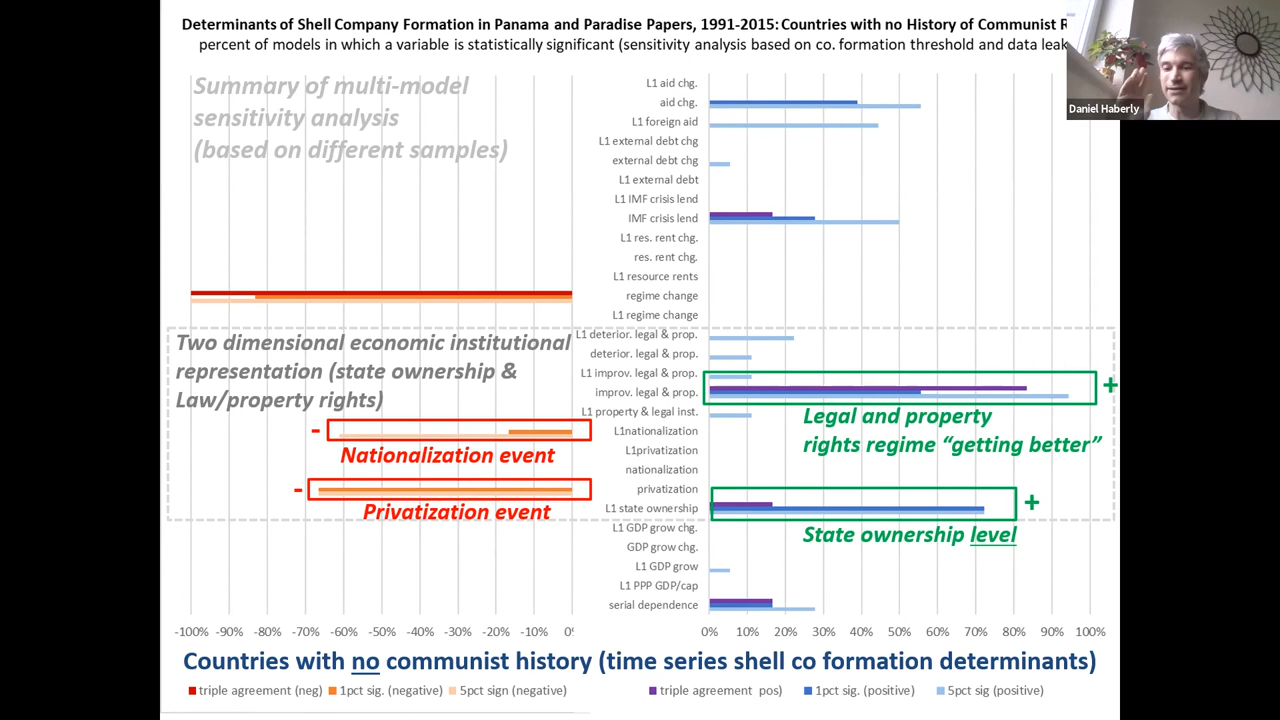 Determinants of Shell Company Formation in Panama and Paradise Papers, 1991-2015: Countries with no History of Communist R
percent of models in which a variable is statistically significant (sensitivity analysis based on co. formation threshold and data leak
Daniel Haberly
Summary of multi-model
sensitivity analysis
(based on different samples)
L1 aid chg.
aid chg.
L1 foreign aid
L1 external debt chg
external debt chg
L1 external debt
L1 IMF crisis lend
IMF crisis lend
L1 res. rent chg.
res. rent chg.
L1 resource rents
regime change
L1 regime change
Two dimensional economic institutional
representation (state ownership &
Law/property rights)
L1 deterior. legal & prop.
deterior. legal & prop.
L1 improv. legal & prop.
improv. legal & prop.
L1 property & legal inst.
L1nationalization
L1privatization
nationalization
privatization
L1 state ownership
L1 GDP grow chg.
GDP grow chg.
L1 GDP grow
L1 PPP GDP/cap
serial dependence
+
Legal and property
rights regime “getting better”
-
Nationalization event
-
Privatization event
+
State ownership level
-100% -90% -80% -70% -60% -50% -40% -30% -20% -10% 0%
0% 10% 20% 30% 40% 50% 60% 70% 80% 90% 100%
Countries with no communist history (time series shell co formation determinants)
triple agreement (neg) 1pct sig. (negative) 5pct sign (negative)
triple agreement pos) 1pct sig. (positive) 5pct sig (positive)